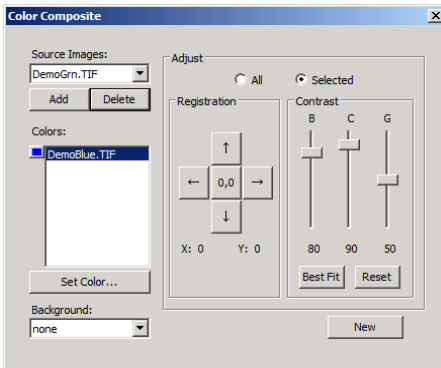 Color Composite
Source Images:
DemoGrn.TIF
Add Delete
Colors:
DemoBlue.TIF
Set Color...
Background:
none
Adjust
All Selected
Registration
0,0
X: 0 Y: 0
Contrast
B C G
80 90 50
Best Fit Reset
New